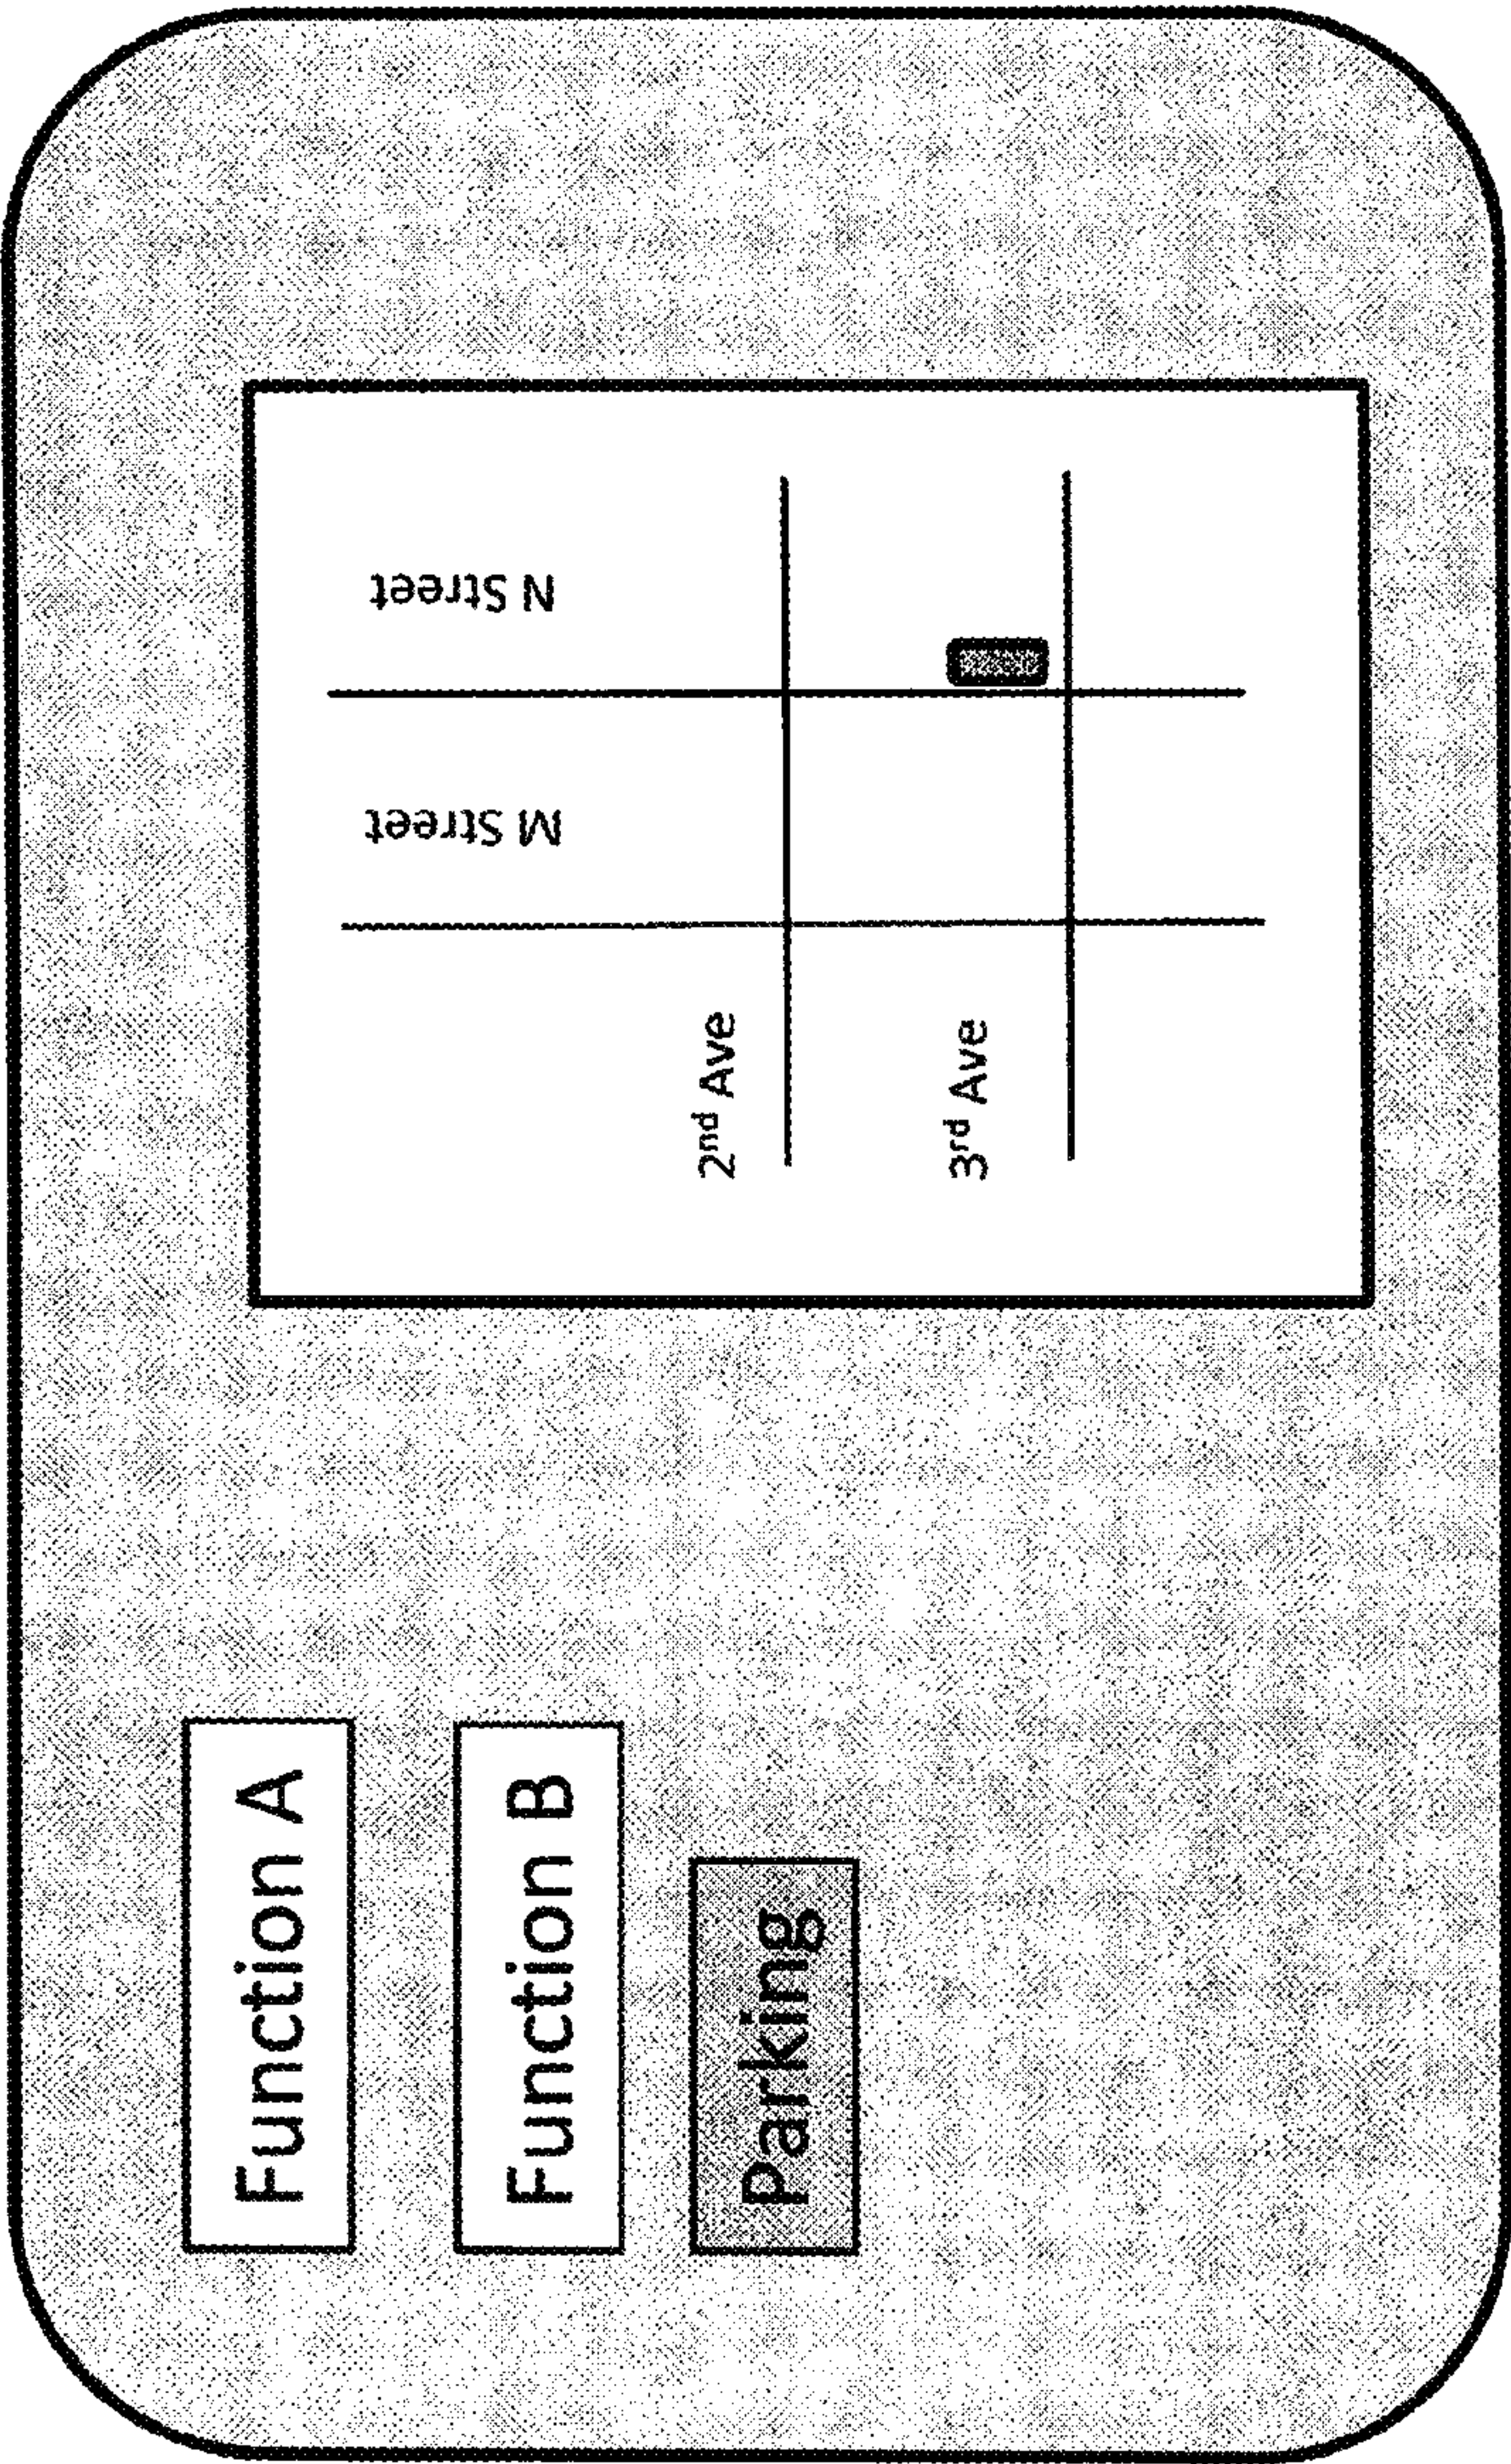 Function A
Function B
Parking
M Street
N Street
2nd Ave
3rd Ave